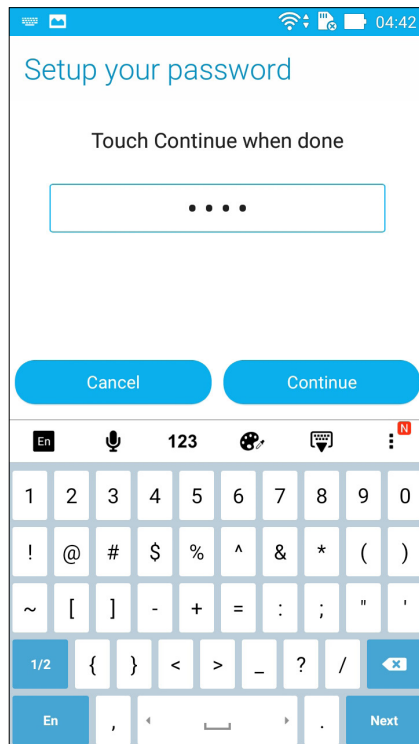 04:42
Setup your password
Touch Continue when done
••••
Cancel Continue
En 123 N
1 2 3 4 5 6 7 8 9 0
! @ # $ % ^ & * ( )
~ [ ] - + = : ; " '
1/2 { } < > _ ? /
En , . Next